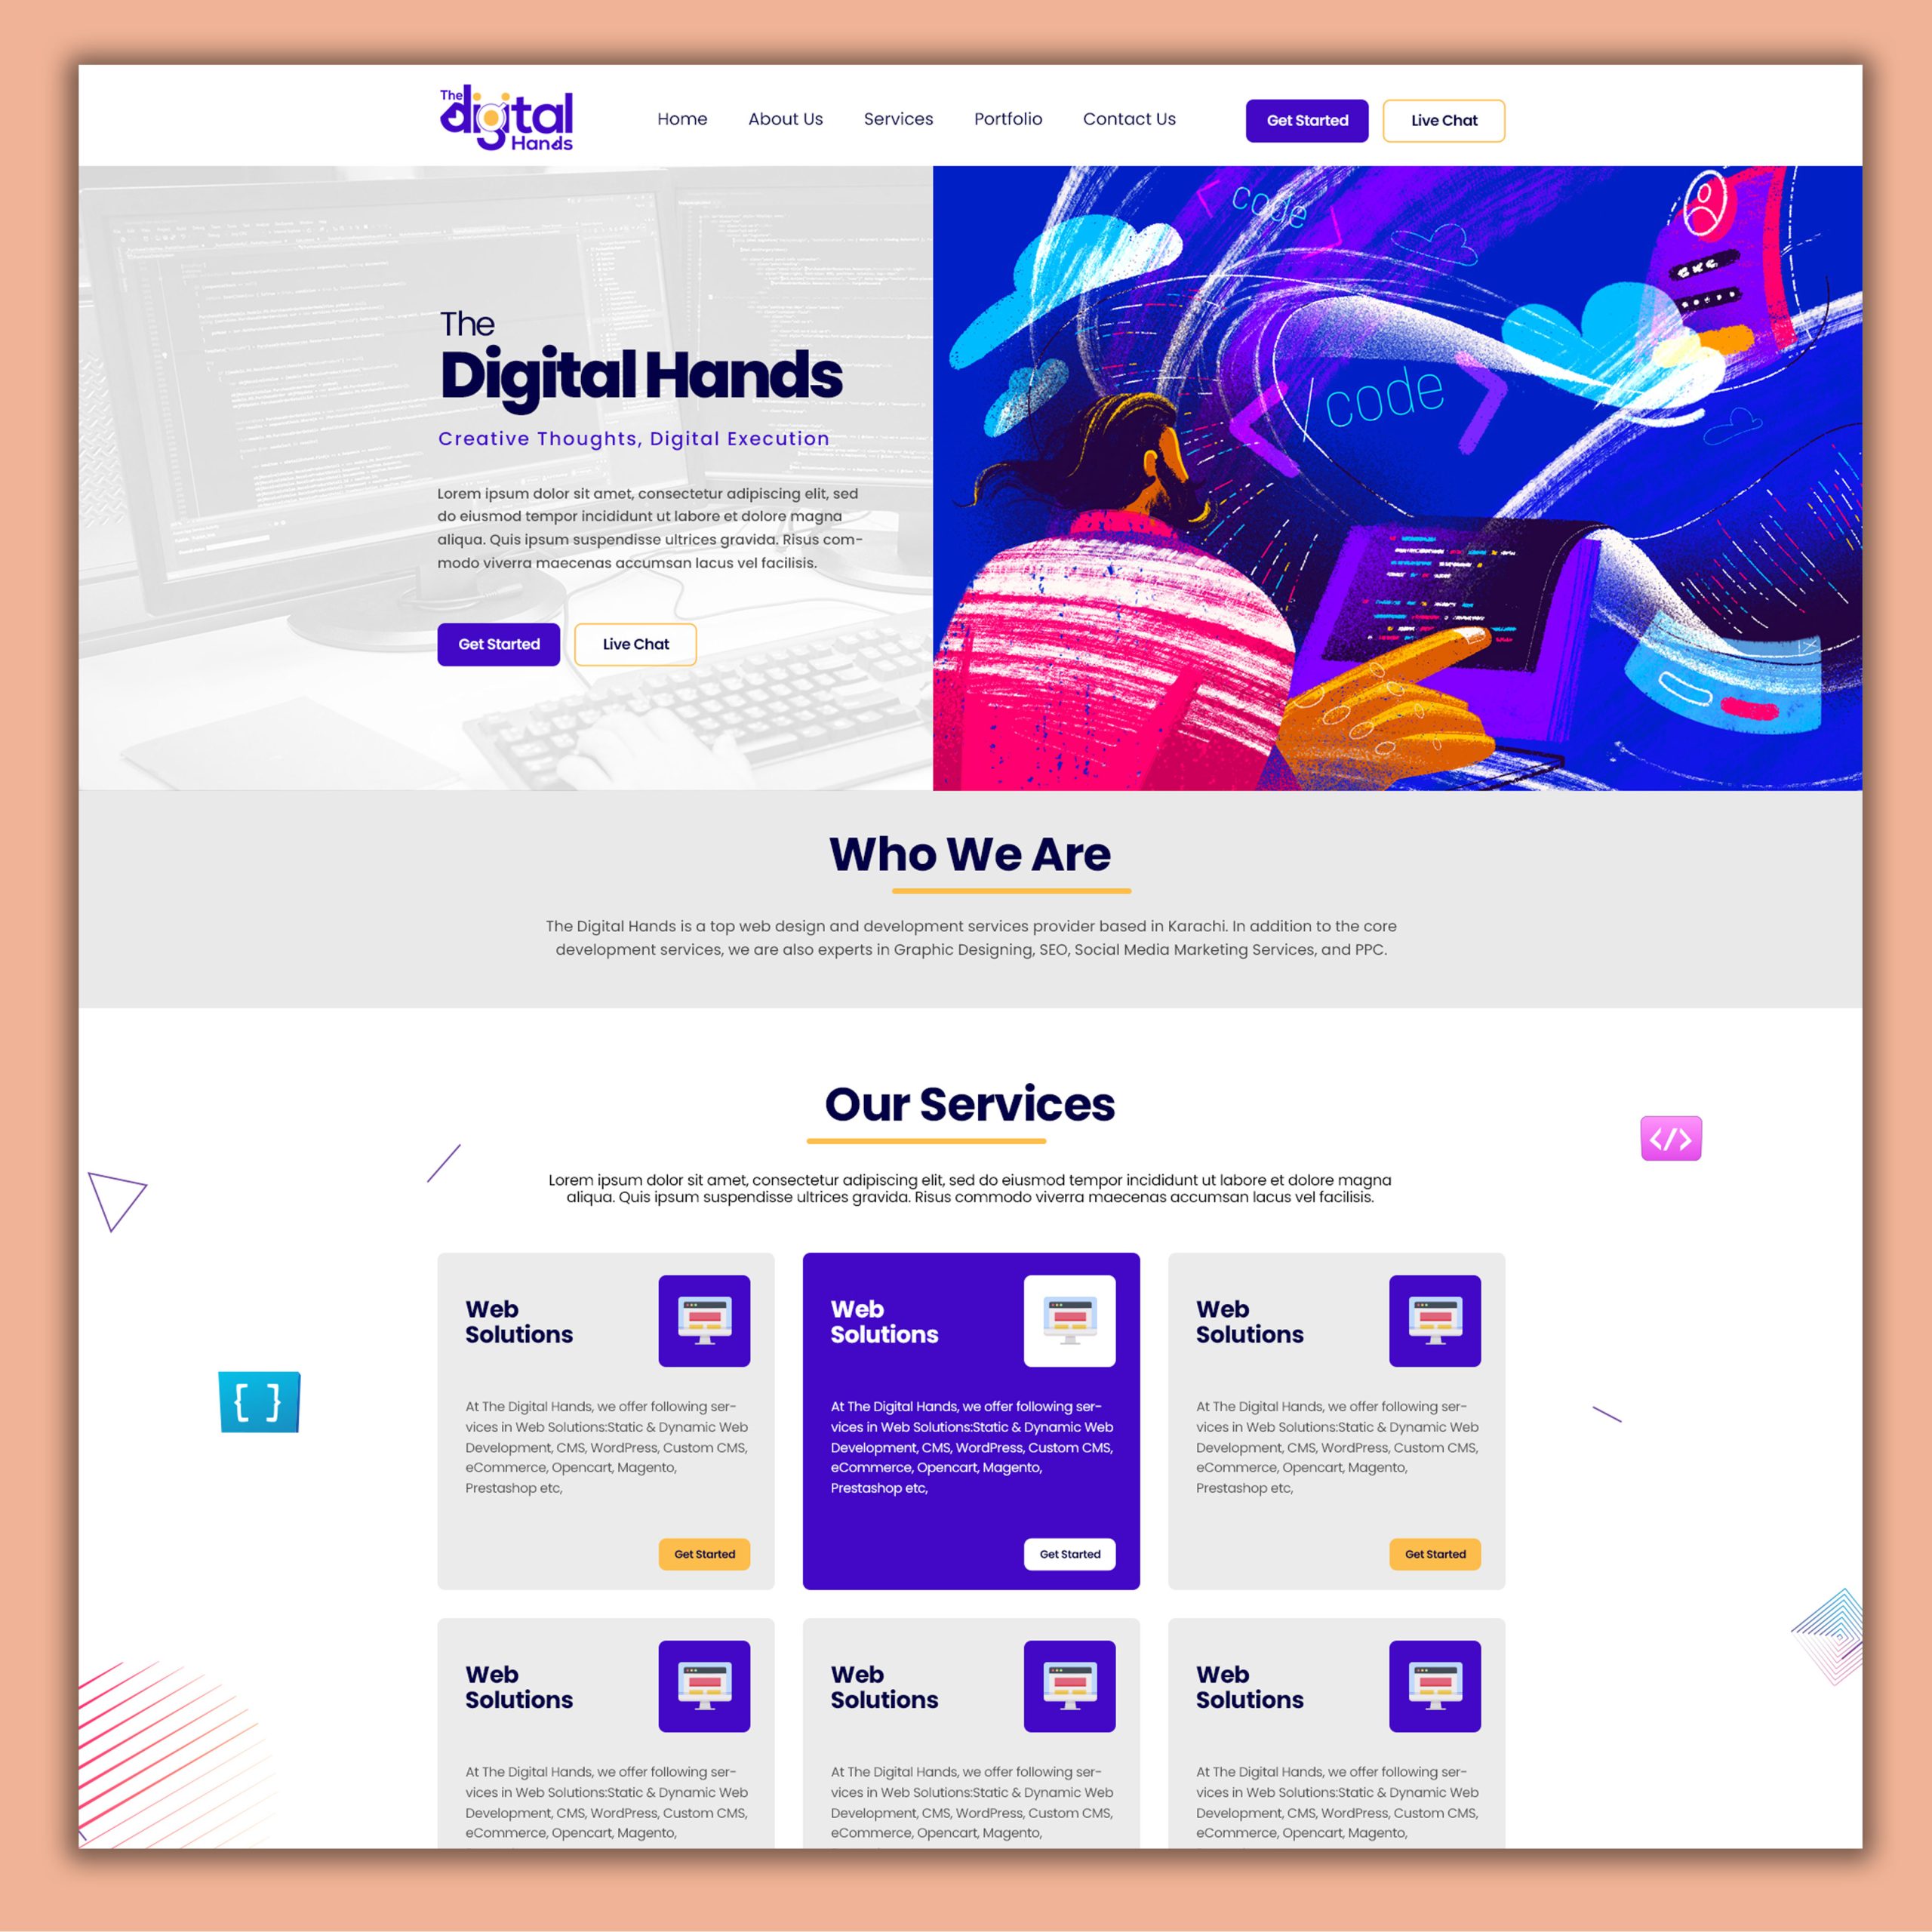 The
digital
Hands
Home
About Us
Services
Portfolio
Contact Us
Get Started
Live Chat
The
Digital Hands
Creative Thoughts, Digital Execution
Lorem ipsum dolor sit amet, consectetur adipiscing elit, sed
do eiusmod tempor incididunt ut labore et dolore magna
aliqua. Quis ipsum suspendisse ultrices gravida. Risus com-
modo viverra maecenas accumsan lacus vel facilisis.
Get Started
Live Chat
< code >
< / code >
Who We Are
The Digital Hands is a top web design and development services provider based in Karachi. In addition to the core
development services, we are also experts in Graphic Designing, SEO, Social Media Marketing Services, and PPC.
Our Services
</>
Lorem ipsum dolor sit amet, consectetur adipiscing elit, sed do eiusmod tempor incididunt ut labore et dolore magna
aliqua. Quis ipsum suspendisse ultrices gravida. Risus commodo viverra maecenas accumsan lacus vel facilisis.
{ }
Web
Solutions
At The Digital Hands, we offer following ser-
vices in Web Solutions:Static & Dynamic Web
Development, CMS, WordPress, Custom CMS,
eCommerce, Opencart, Magento,
Prestashop etc,
Get Started
Web
Solutions
At The Digital Hands, we offer following ser-
vices in Web Solutions:Static & Dynamic Web
Development, CMS, WordPress, Custom CMS,
eCommerce, Opencart, Magento,
Prestashop etc,
Get Started
Web
Solutions
At The Digital Hands, we offer following ser-
vices in Web Solutions:Static & Dynamic Web
Development, CMS, WordPress, Custom CMS,
eCommerce, Opencart, Magento,
Prestashop etc,
Get Started
Web
Solutions
At The Digital Hands, we offer following ser-
vices in Web Solutions:Static & Dynamic Web
Development, CMS, WordPress, Custom CMS,
eCommerce, Opencart, Magento,
Web
Solutions
At The Digital Hands, we offer following ser-
vices in Web Solutions:Static & Dynamic Web
Development, CMS, WordPress, Custom CMS,
eCommerce, Opencart, Magento,
Web
Solutions
At The Digital Hands, we offer following ser-
vices in Web Solutions:Static & Dynamic Web
Development, CMS, WordPress, Custom CMS,
eCommerce, Opencart, Magento,